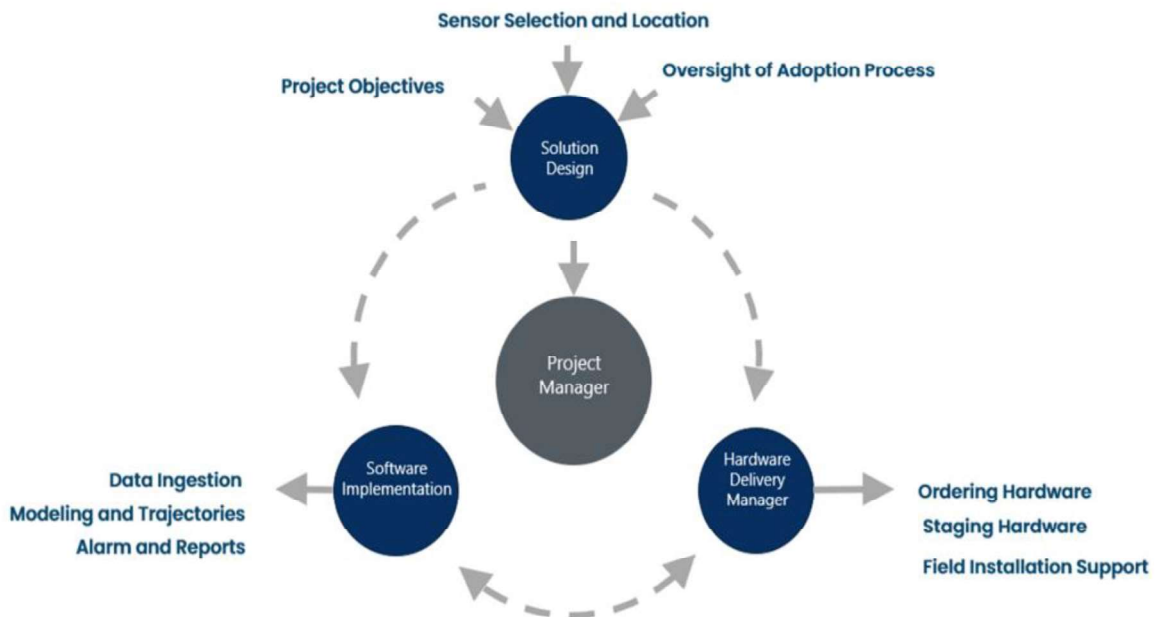 Sensor Selection and Location
Oversight of Adoption Process
Project Objectives
Solution
Design
Project
Manager
Software
Implementation
Hardware
Delivery
Manager
Data Ingestion
Modeling and Trajectories
Alarm and Reports
Ordering Hardware
Staging Hardware
Field Installation Support